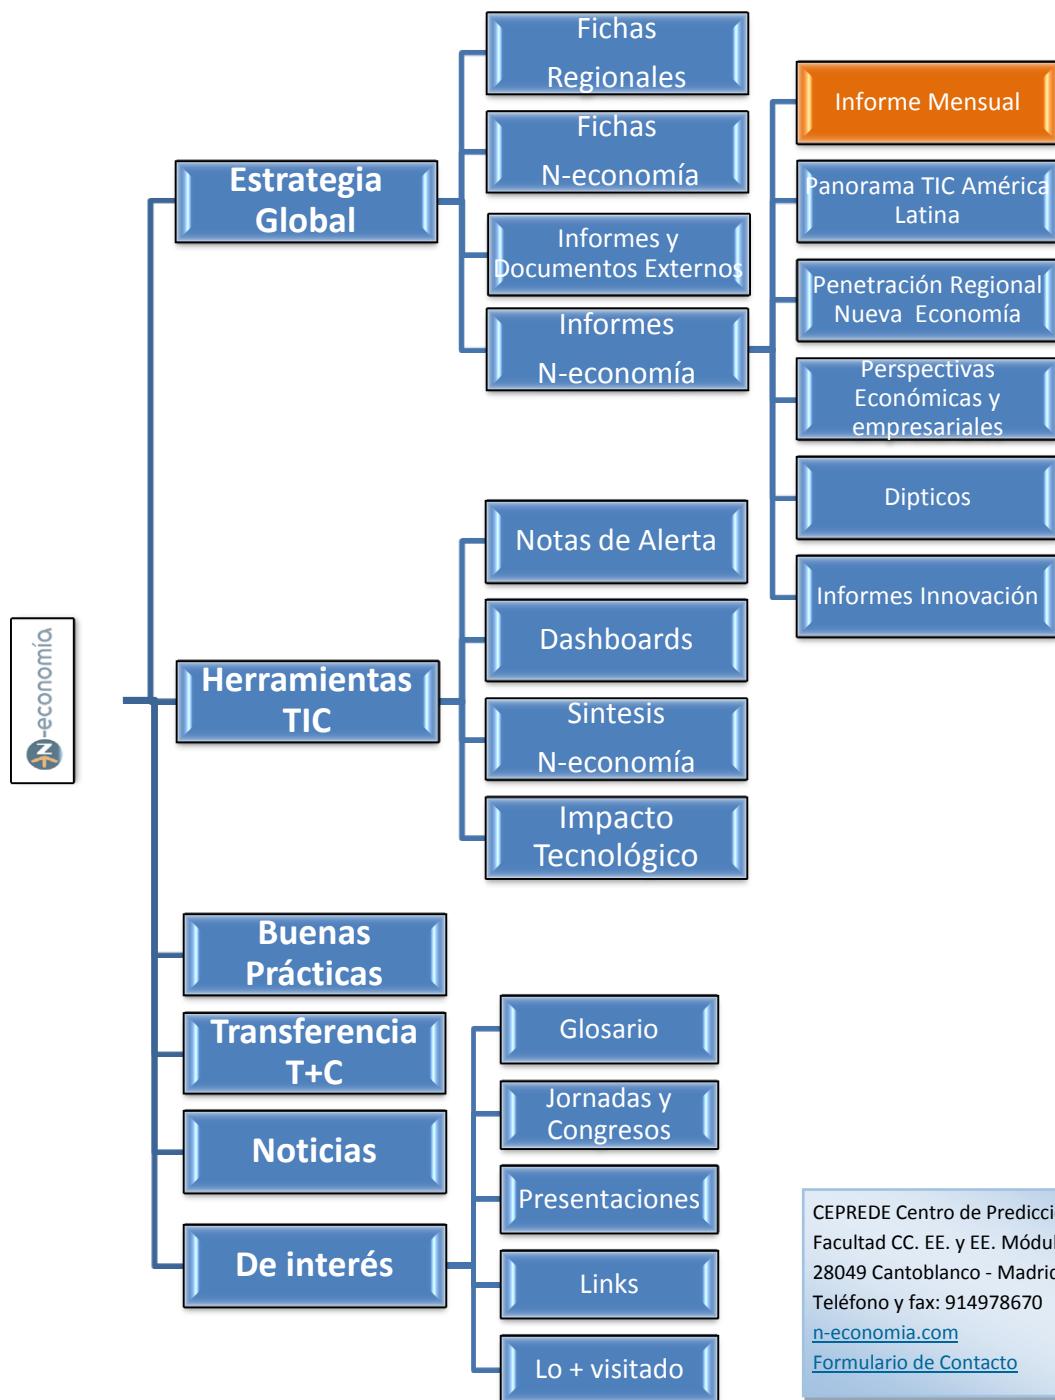 N-economía
Estrategia
Global
Fichas
Regionales
Fichas
N-economía
Informes y
Documentos Externos
Informes
N-economía
Informe Mensual
Panorama TIC América
Latina
Penetración Regional
Nueva Economía
Perspectivas
Económicas y
empresariales
Dipticos
Informes Innovación
Herramientas
TIC
Notas de Alerta
Dashboards
Sintesis
N-economía
Impacto
Tecnológico
Buenas
Prácticas
Transferencia
T+C
Noticias
De interés
Glosario
Jornadas y
Congresos
Presentaciones
Links
Lo + visitado
CEPREDE Centro de
Facultad CC. EE. y EE.
28049 Cantoblanco - Madrid
Teléfono y fax: 914978670
n-economia.com
Formulario de Contacto